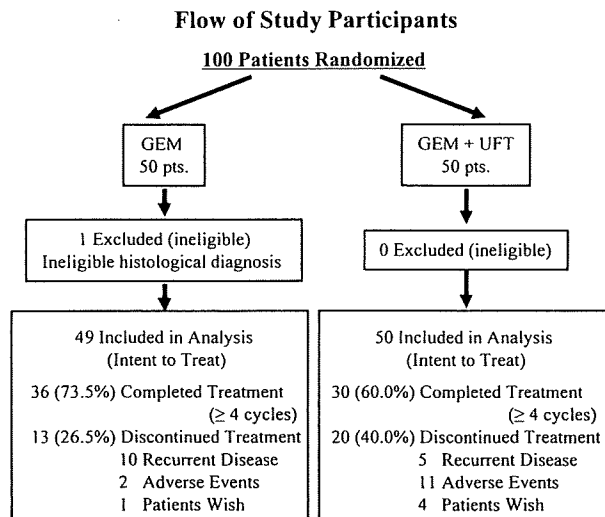 Flow of Study Participants
100 Patients Randomized
GEM
50 pts.
GEM + UFT
50 pts.
1 Excluded (ineligible)
Ineligible histological diagnosis
0 Excluded (ineligible)
49 Included in Analysis
(Intent to Treat)
36 (73.5%) Completed Treatment
(≥ 4 cycles)
13 (26.5%) Discontinued Treatment
10 Recurrent Disease
2 Adverse Events
1 Patients Wish
50 Included in Analysis
(Intent to Treat)
30 (60.0%) Completed Treatment
(≥ 4 cycles)
20 (40.0%) Discontinued Treatment
5 Recurrent Disease
11 Adverse Events
4 Patients Wish